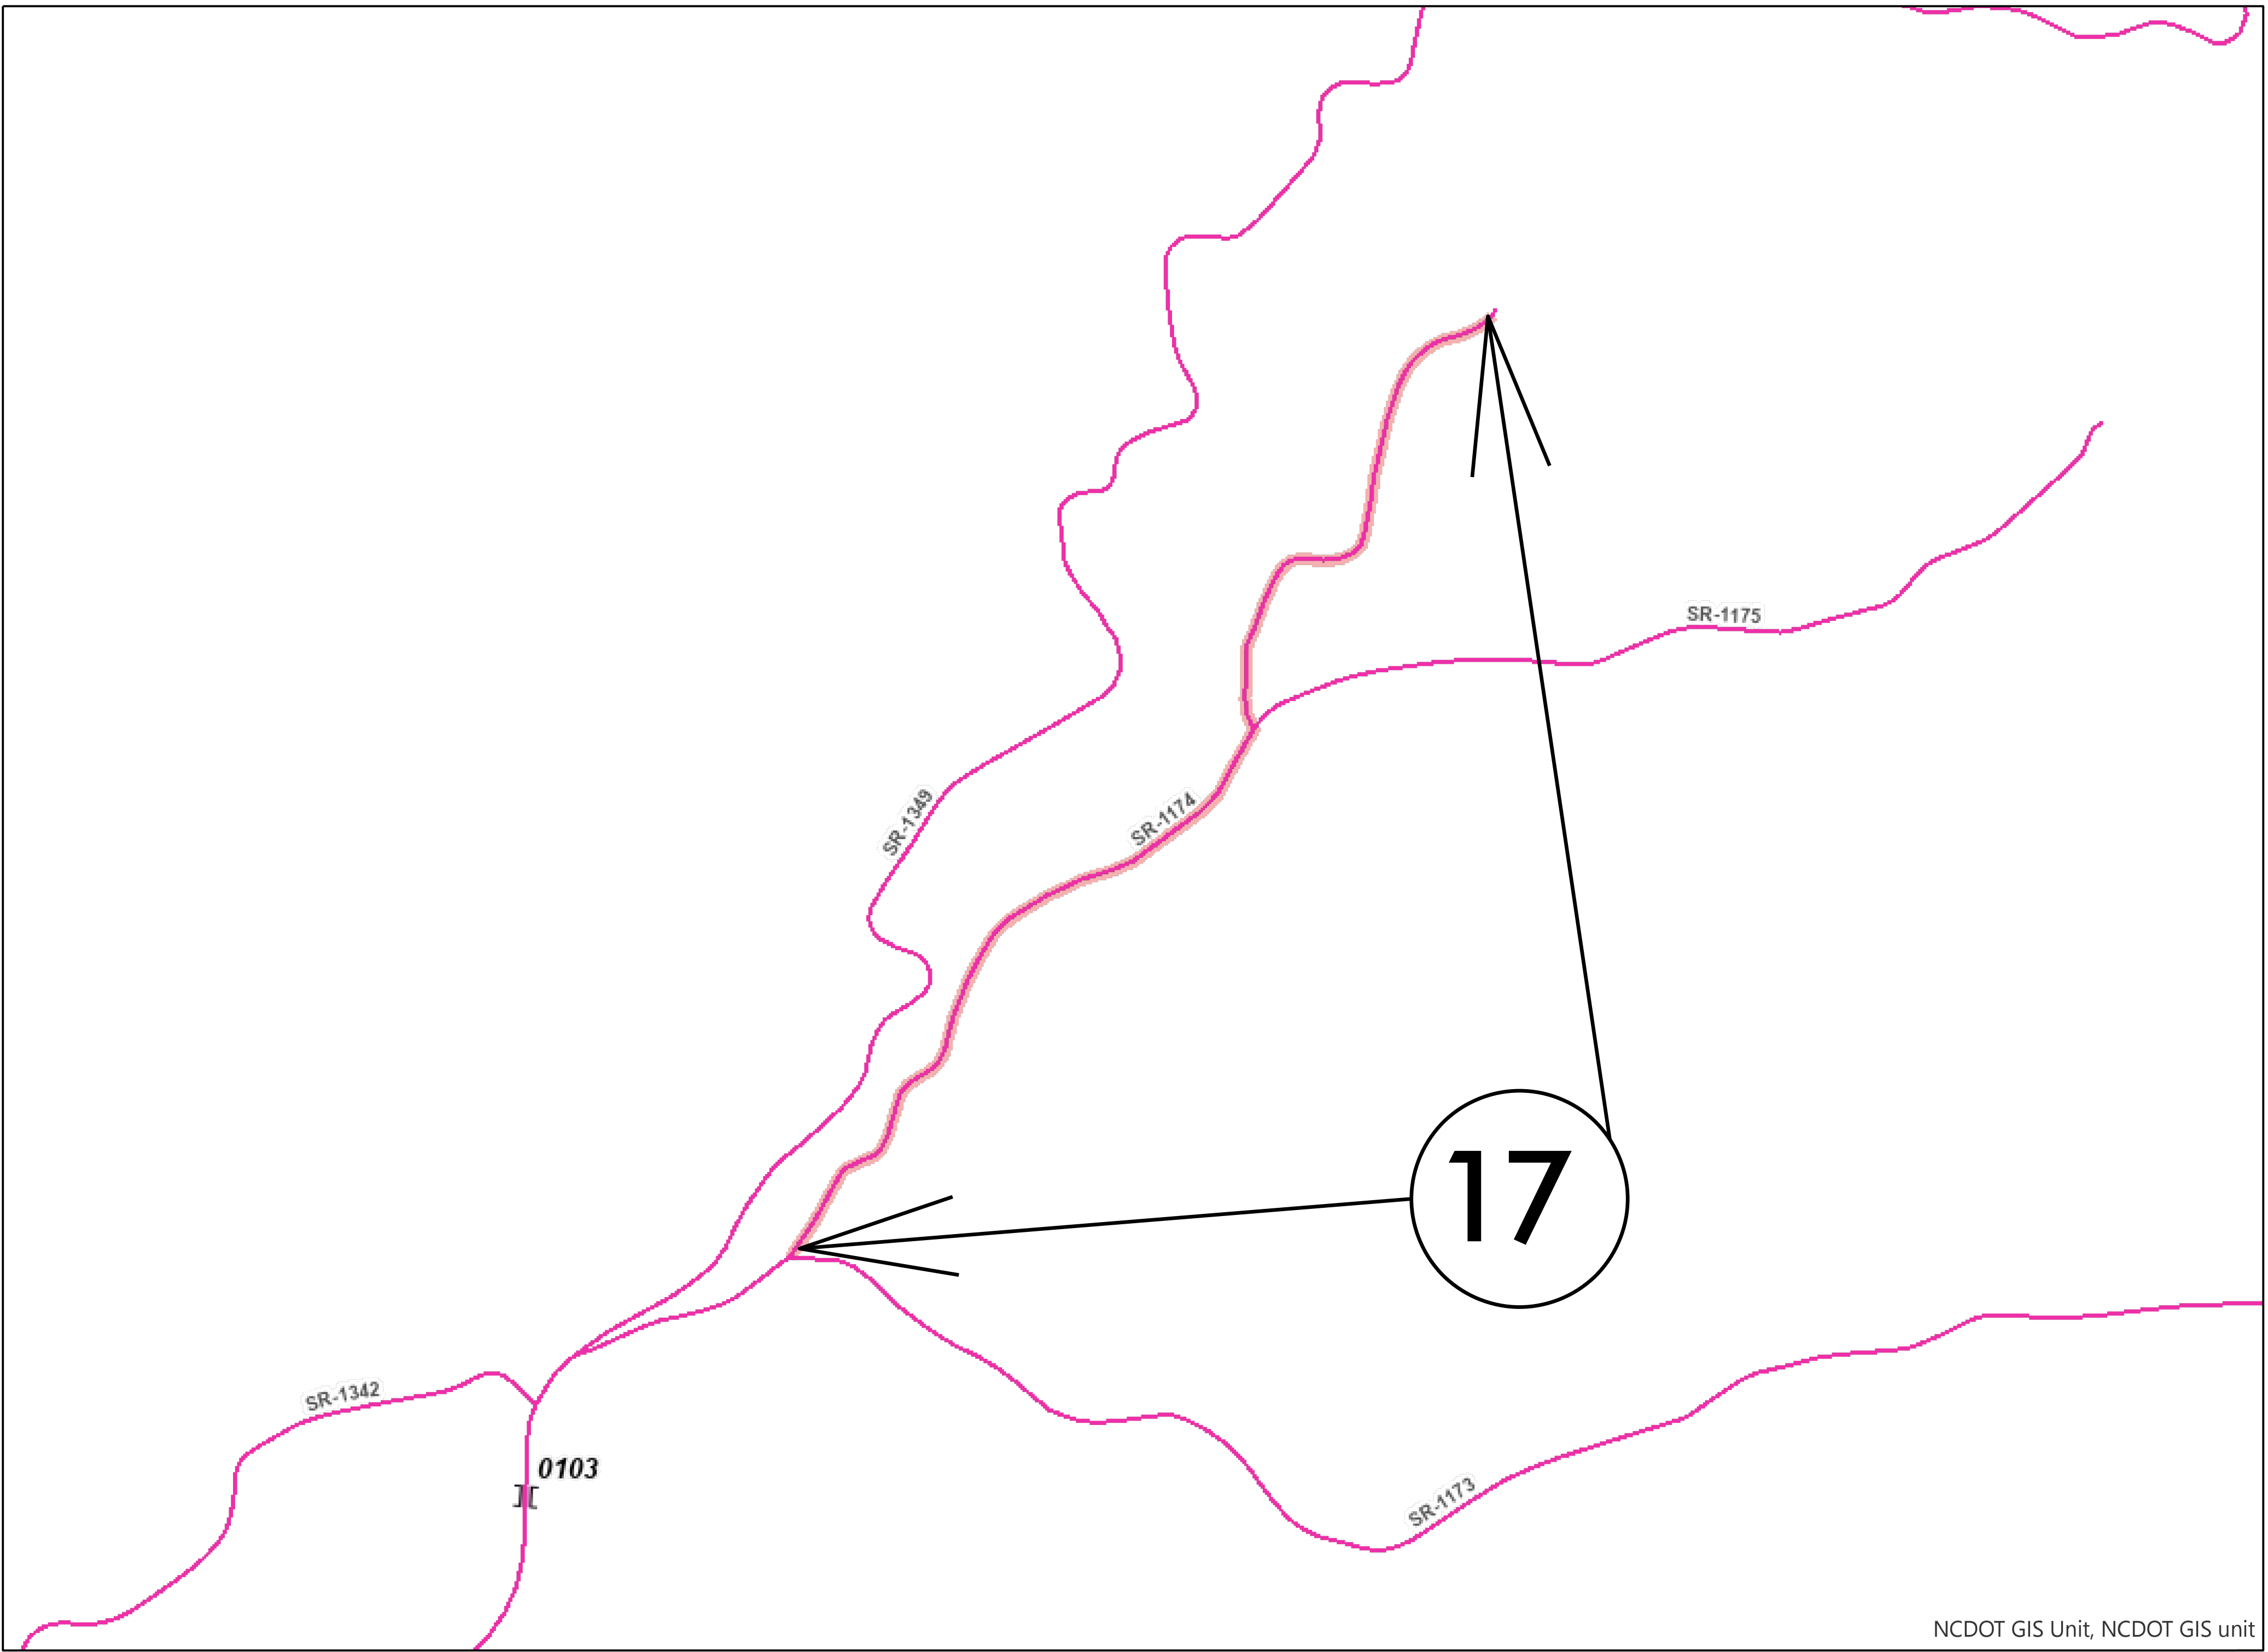 SR-1175
SR-1349
SR-1174
17
SR-1342
0103
SR-1173
NCDOT GIS Unit, NCDOT GIS unit